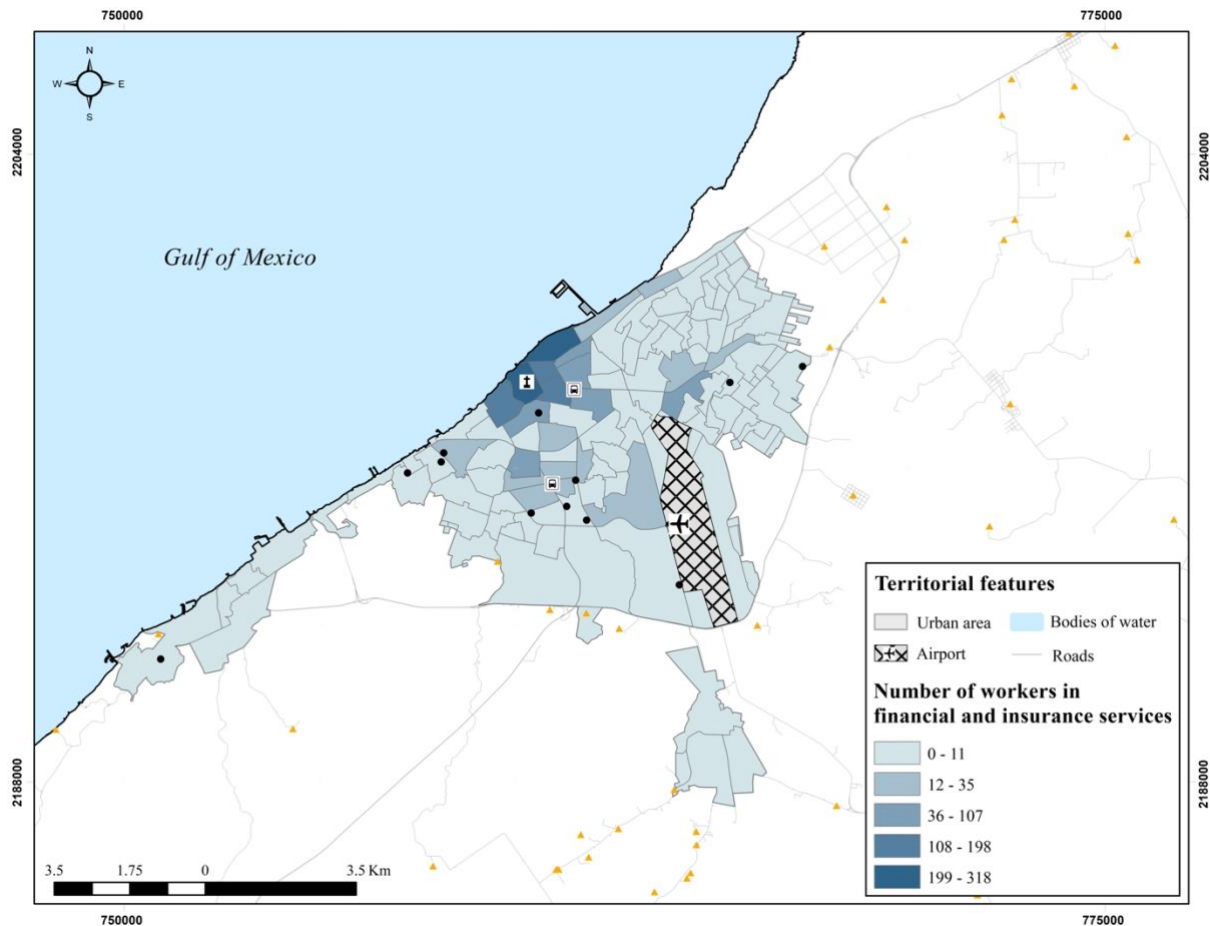 750000
775000
N
W
E
S
2204000
2204000
Gulf of Mexico
Territorial features
Urban area
Bodies of water
Airport
Roads
Number of workers in
financial and insurance services
0 - 11
12 - 35
36 - 107
108 - 198
199 - 318
2188000
2188000
3.5 1.75 0 3.5 Km
750000
775000